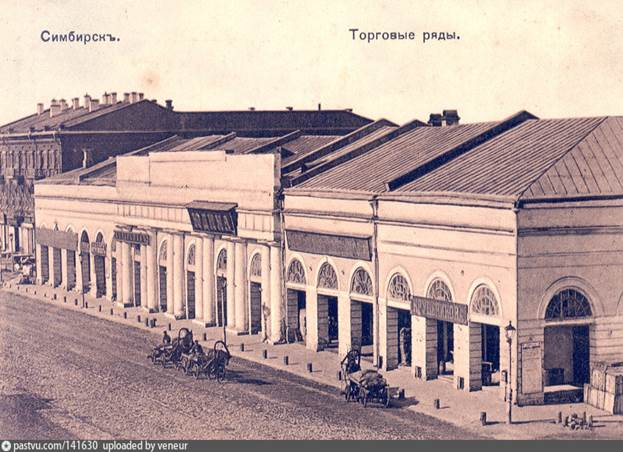 Симбирскъ.
Торговые ряды.
pastvu.com/141630 uploaded by veneur